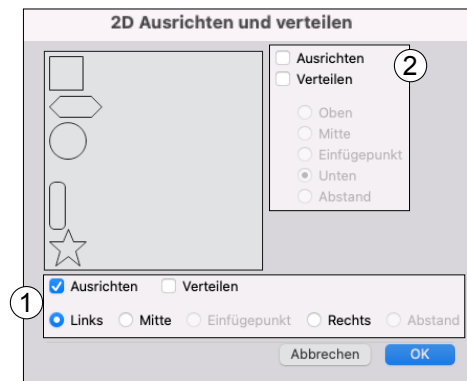 2D Ausrichten und verteilen
Ausrichten
2
Verteilen
Oben
Mitte
Einfügepunkt
Unten
Abstand
1
Ausrichten Verteilen
Links Mitte Einfügepunkt Rechts Abstand
Abbrechen OK